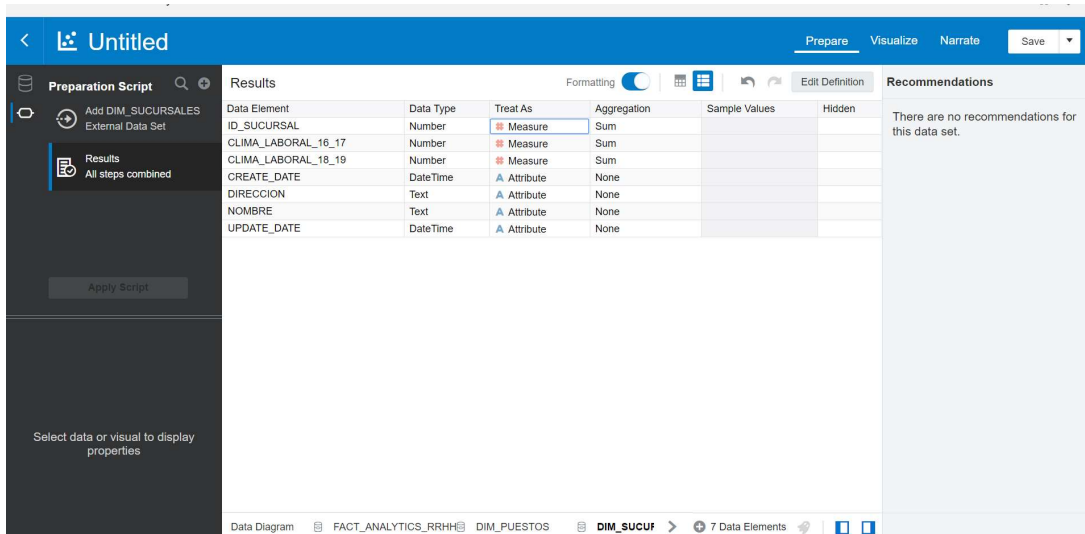 Untitled
Prepare Visualize Narrate Save
Preparation Script
Add DIM_SUCURSALES
External Data Set
Results
All steps combined
Apply Script
Select data or visual to display
properties
Results Formatting Edit Definition
Data Element Data Type Treat As Aggregation Sample Values Hidden
ID_SUCURSAL Number # Measure Sum
CLIMA_LABORAL_16_17 Number # Measure Sum
CLIMA_LABORAL_18_19 Number # Measure Sum
CREATE_DATE DateTime A Attribute None
DIRECCION Text A Attribute None
NOMBRE Text A Attribute None
UPDATE_DATE DateTime A Attribute None
Recommendations
There are no recommendations for
this data set.
Data Diagram FACT_ANALYTICS_RRHH DIM_PUESTOS DIM_SUCUR 7 Data Elements